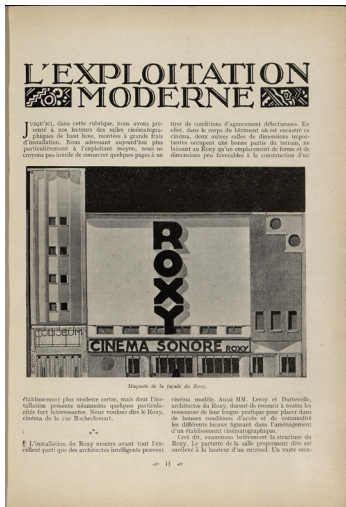 L'EXPLOITATION
MODERNE
JUSQU'ICI, dans cette rubrique, nous avons pré-
senté à nos lecteurs des salles cinématogra-
phiques de haut luxe, montées à grands frais
d'installation. Nous adressant aujourd'hui plus
particulièrement à l'exploitant moyen, nous ne
croyons pas inutile de consacrer quelques pages à un
tirer de conditions d'agencement défectueuses. En
effet, dans le corps du bâtiment où est encastré ce
cinéma, deux autres salles de dimensions impor-
tantes occupent une bonne partie du terrain, ne
laissant au Roxy qu'un emplacement de forme et de
dimensions peu favorables à la construction d'un
ROXY
CINEMA SONORE ROXY
Maquette de la façade du Roxy.
établissement plus modeste certes, mais dont l'ins-
tallation présente néanmoins quelques particula-
rités fort intéressantes. Nous voulons dire le Roxy,
cinéma de la rue Rochechouart.
L'installation du Roxy montre avant tout l'ex-
cellent parti que des architectes intelligents peuvent
cinéma modèle. Aussi MM. Leroy et
architectes du Roxy, durent-ils recourir à toutes les
ressources de leur longue pratique pour placer dans
de bonnes conditions d'accès et de commodité
les différents locaux figurant dans l'aménagement
d'un établissement cinématographique.
Ceci dit, examinons brièvement la structure du
Roxy. Le parterre de la salle proprement dite est
surélevé à la hauteur d'un entresol. Un vaste esca-
13